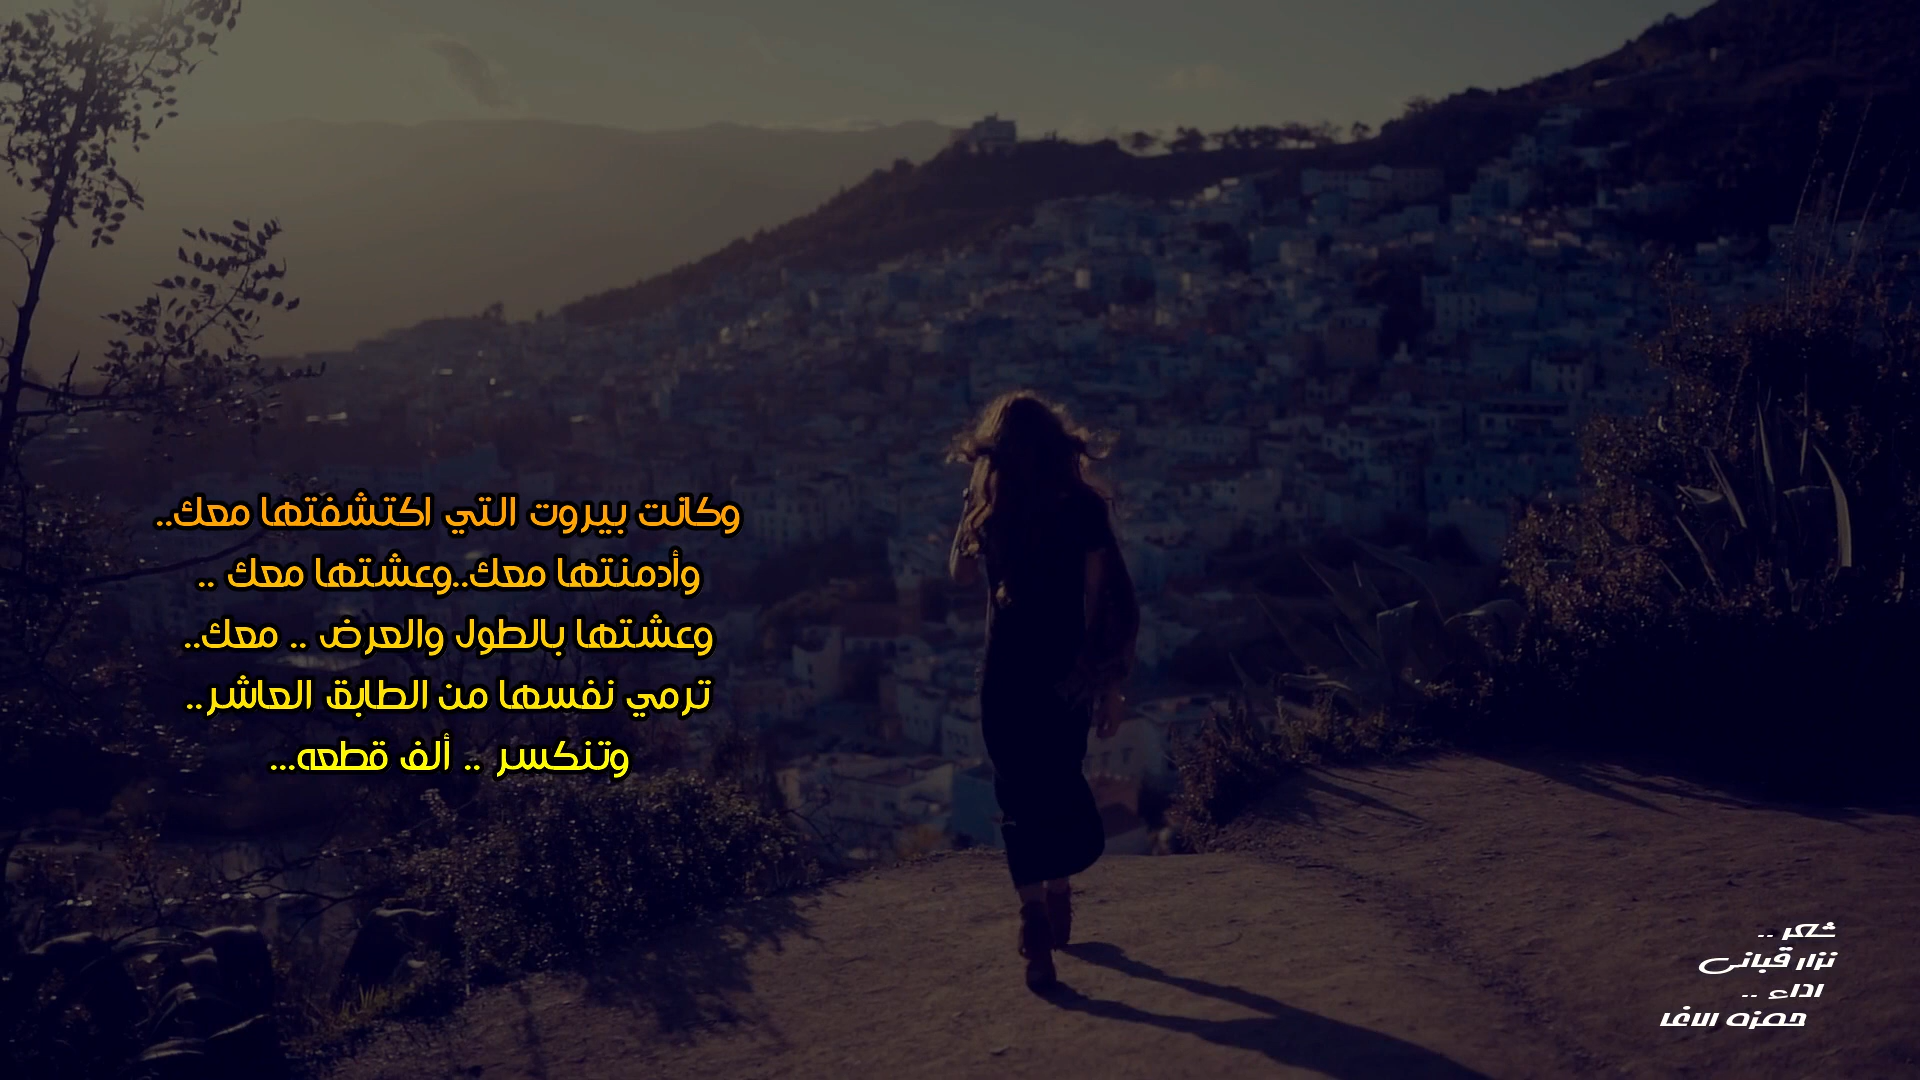 وكانت بيروت التي اكتشفتها معك..
وأدمنتها معك..وعشتها معك ..
وعشتها بالطول والعرض .. معك..
ترمي نفسها من الطابق العاشر..
وتنكسر .. ألف قطعه...
شعر ..
نزار قباني
اداء ..
حمزه الاغا